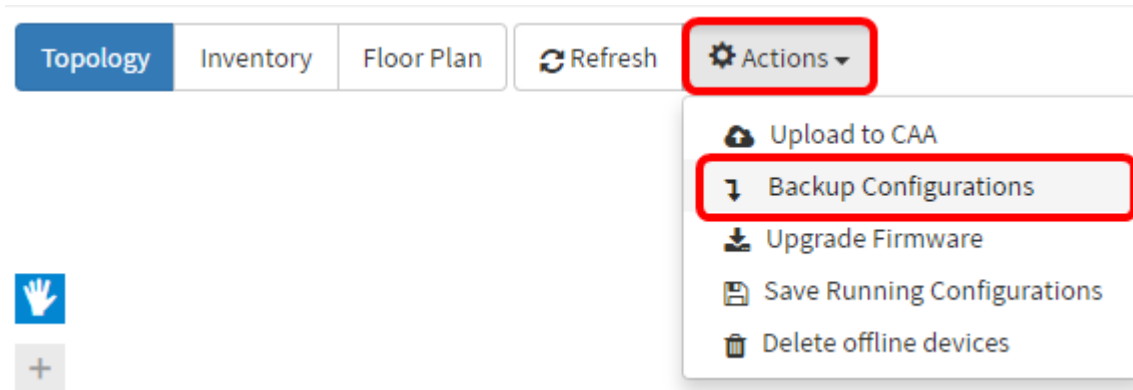 Topology Inventory Floor Plan Refresh Actions
Upload to CAA
Backup Configurations
Upgrade Firmware
Save Running Configurations
Delete offline devices
+